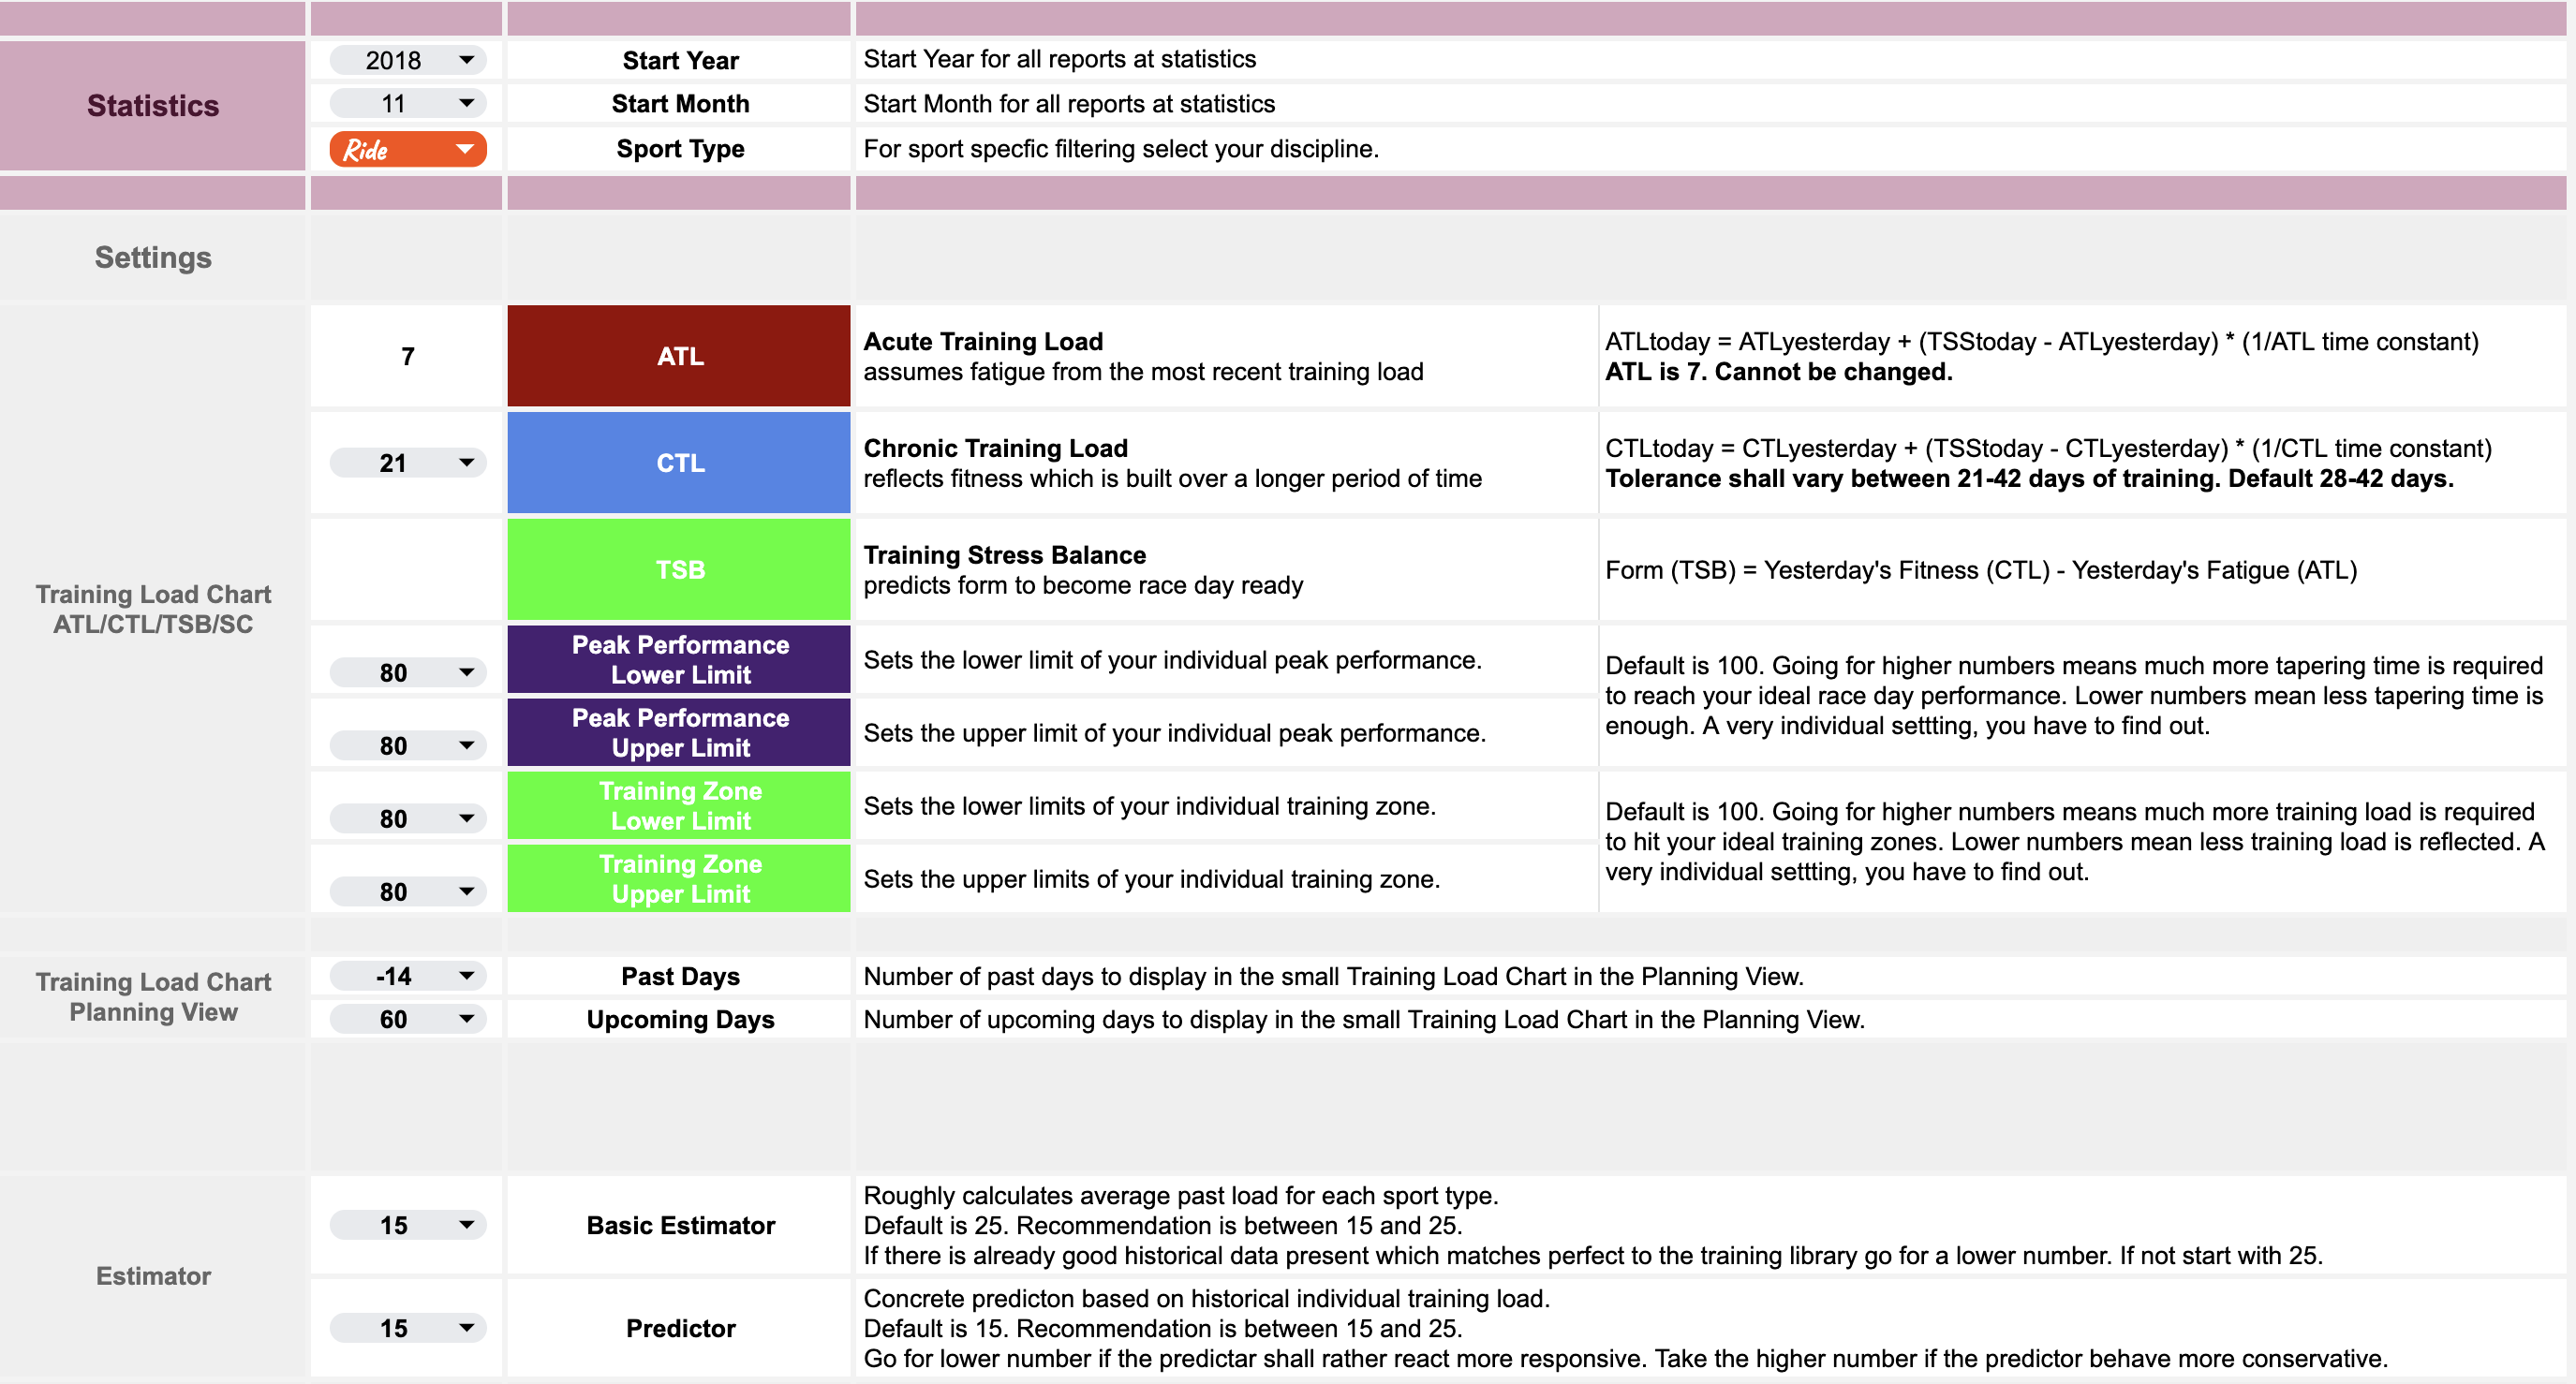 Statistics
2018
Start Year
Start Year for all reports at statistics
11
Start Month
Start Month for all reports at statistics
Ride
Sport Type
For sport specfic filtering select your discipline.
Settings
Training Load Chart
ATL/CTL/TSB/SC
7
ATL
Acute Training Load
assumes fatigue from the most recent training load
ATLtoday = ATLyesterday + (TSStoday - ATLyesterday) * (1/ATL time constant)
ATL is 7. Cannot be changed.
21
CTL
Chronic Training Load
reflects fitness which is built over a longer period of time
CTLtoday = CTLyesterday + (TSStoday - CTLyesterday) * (1/CTL time constant)
Tolerance shall vary between 21-42 days of training. Default 28-42 days.
TSB
Training Stress Balance
predicts form to become race day ready
Form (TSB) = Yesterday's Fitness (CTL) - Yesterday's Fatigue (ATL)
80
Peak Performance
Lower Limit
Sets the lower limit of your individual peak performance.
Default is 100. Going for higher numbers means much more tapering time is required
to reach your ideal race day performance. Lower numbers mean less tapering time is
enough. A very individual settting, you have to find out.
80
Peak Performance
Upper Limit
Sets the upper limit of your individual peak performance.
80
Training Zone
Lower Limit
Sets the lower limits of your individual training zone.
Default is 100. Going for higher numbers means much more training load is required
to hit your ideal training zones. Lower numbers mean less training load is reflected. A
very individual settting, you have to find out.
80
Training Zone
Upper Limit
Sets the upper limits of your individual training zone.
Training Load Chart
Planning View
-14
Past Days
Number of past days to display in the small Training Load Chart in the Planning View.
60
Upcoming Days
Number of upcoming days to display in the small Training Load Chart in the Planning View.
Estimator
15
Basic Estimator
Roughly calculates average past load for each sport type.
Default is 25. Recommendation is between 15 and 25.
If there is already good historical data present which matches perfect to the training library go for a lower number. If not start with 25.
15
Predictor
Concrete predicton based on historical individual training load.
Default is 15. Recommendation is between 15 and 25.
Go for lower number if the predictar shall rather react more responsive. Take the higher number if the predictor behave more conservative.